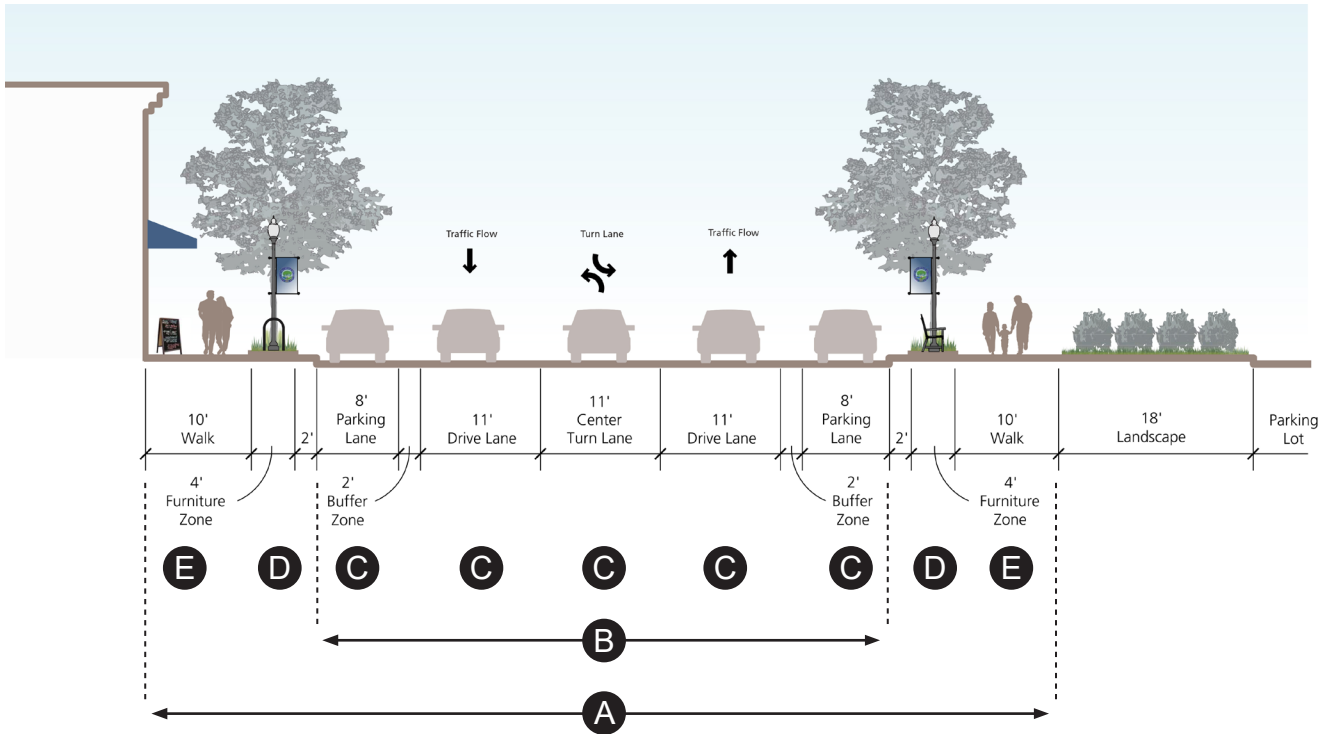 Traffic Flow
Turn Lane
Traffic Flow
10'
Walk
2'
8'
Parking
Lane
11'
Drive Lane
11'
Center
Turn Lane
11'
Drive Lane
8'
Parking
Lane
2'
10'
Walk
18'
Landscape
Parking
Lot
4'
Furniture
Zone
2'
Buffer
Zone
2'
Buffer
Zone
4'
Furniture
Zone
E D C C C C C D E
B
A